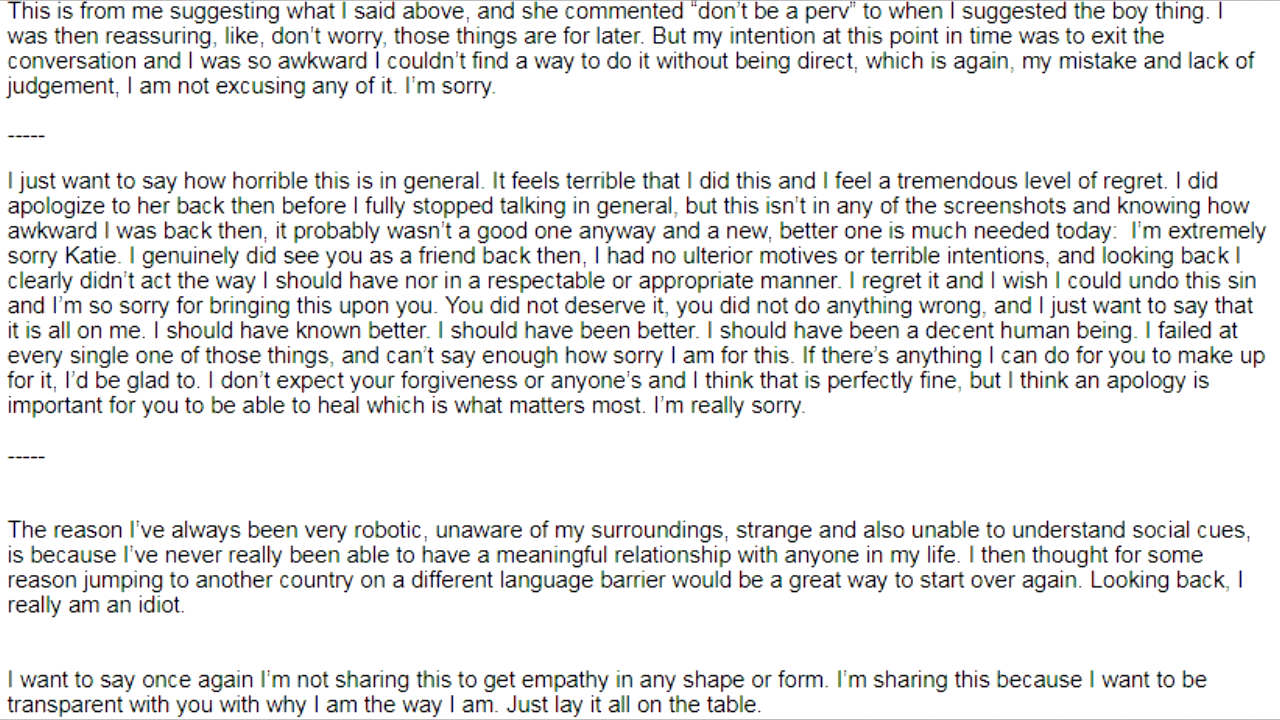 This is from me suggesting what I said above, and she commented “don’t be a perv” to when I suggested the boy thing. I
was then reassuring, like, don’t worry, those things are for later. But my intention at this point in time was to exit the
conversation and I was so awkward I couldn’t find a way to do it without being direct, which is again, my mistake and lack of
judgement, I am not excusing any of it. I’m sorry.
-----
I just want to say how horrible this is in general. It feels terrible that I did this and I feel a tremendous level of regret. I did
apologize to her back then before I fully stopped talking in general, but this isn’t in any of the screenshots and knowing how
awkward I was back then, it probably wasn’t a good one anyway and a new, better one is much needed today:  I’m extremely
sorry Katie. I genuinely did see you as a friend back then, I had no ulterior motives or terrible intentions, and looking back I
clearly didn’t act the way I should have nor in a respectable or appropriate manner. I regret it and I wish I could undo this sin
and I’m so sorry for bringing this upon you. You did not deserve it, you did not do anything wrong, and I just want to say that
it is all on me. I should have known better. I should have been better. I should have been a decent human being. I failed at
every single one of those things, and can’t say enough how sorry I am for this. If there’s anything I can do for you to make up
for it, I’d be glad to. I don’t expect your forgiveness or anyone’s and I think that is perfectly fine, but I think an apology is
important for you to be able to heal which is what matters most. I’m really sorry.
-----
The reason I’ve always been very robotic, unaware of my surroundings, strange and also unable to understand social cues,
is because I’ve never really been able to have a meaningful relationship with anyone in my life. I then thought for some
reason jumping to another country on a different language barrier would be a great way to start over again. Looking back, I
really am an idiot.
I want to say once again I’m not sharing this to get empathy in any shape or form. I’m sharing this because I want to be
transparent with you with why I am the way I am. Just lay it all on the table.